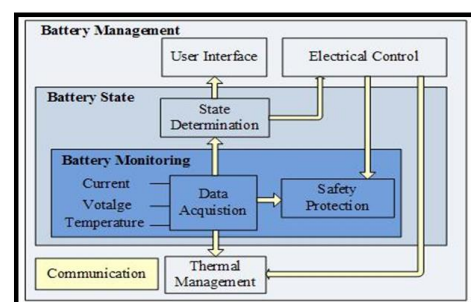 Battery Management
User Interface
Electrical Control
Battery State
State
Determination
Battery Monitoring
Current
Votalge
Temperature
Data
Acquistion
Safety
Protection
Communication
Thermal
Management